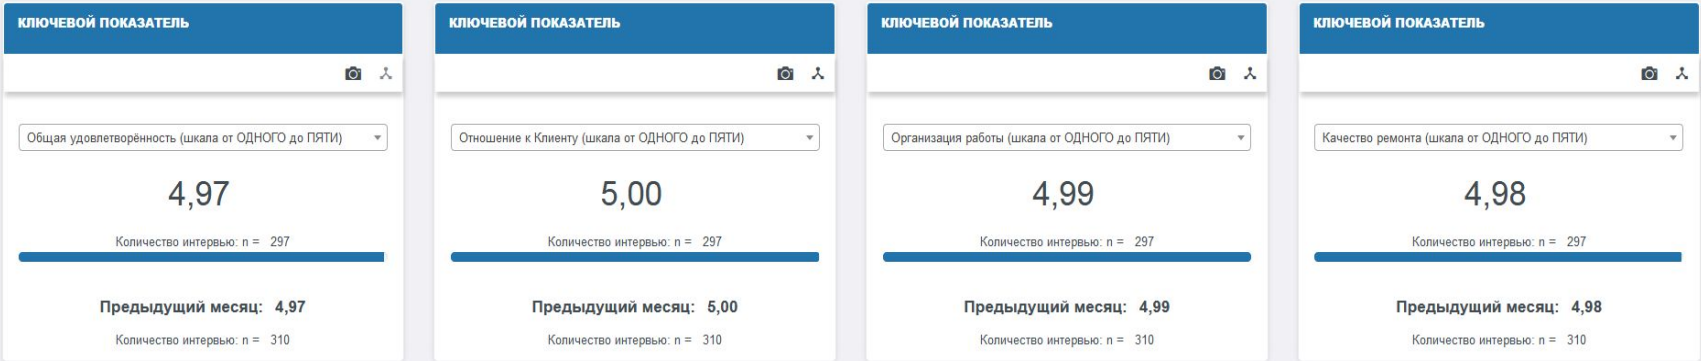 КЛЮЧЕВОЙ ПОКАЗАТЕЛЬ
Общая удовлетворённость (шкала от ОДНОГО до ПЯТИ)
4,97
Количество интервью: n = 297
Предыдущий месяц: 4,97
Количество интервью: n = 310
КЛЮЧЕВОЙ ПОКАЗАТЕЛЬ
Отношение к Клиенту (шкала от ОДНОГО до ПЯТИ)
5,00
Количество интервью: n = 297
Предыдущий месяц: 5,00
Количество интервью: n = 310
КЛЮЧЕВОЙ ПОКАЗАТЕЛЬ
Организация работы (шкала от ОДНОГО до ПЯТИ)
4,99
Количество интервью: n = 297
Предыдущий месяц: 4,99
Количество интервью: n = 310
КЛЮЧЕВОЙ ПОКАЗАТЕЛЬ
Качество ремонта (шкала от ОДНОГО до ПЯТИ)
4,98
Количество интервью: n = 297
Предыдущий месяц: 4,98
Количество интервью: n = 310